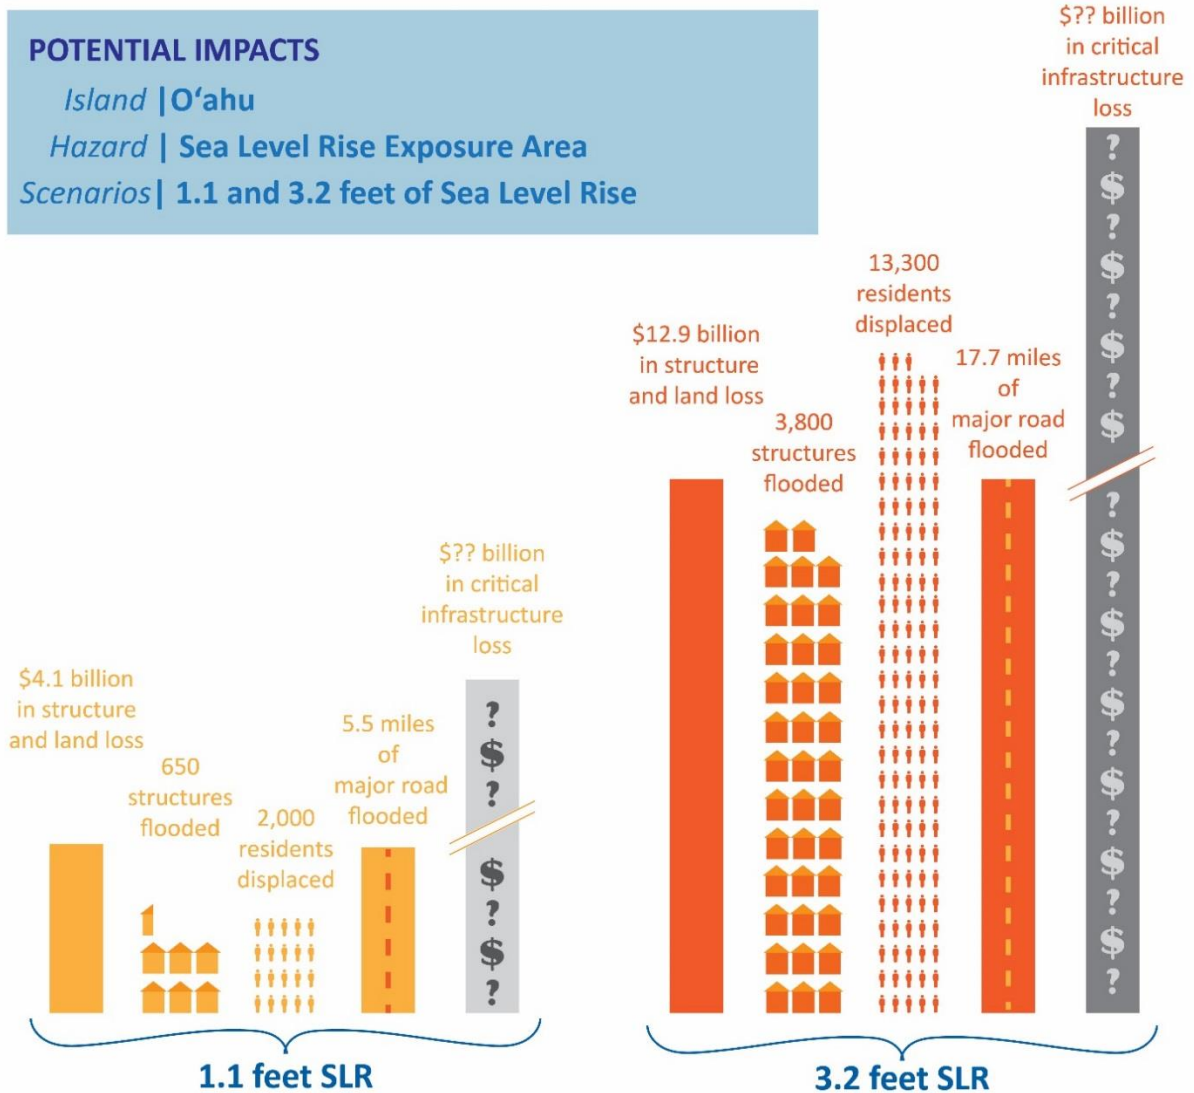 POTENTIAL IMPACTS
Island | Oʻahu
Hazard | Sea Level Rise Exposure Area
Scenarios | 1.1 and 3.2 feet of Sea Level Rise
$4.1 billion
in structure
and land loss
650
structures
flooded
2,000
residents
displaced
5.5 miles
of
major road
flooded
$?? billion
in critical
infrastructure
loss
?
$
?
$
?
$
?
1.1 feet SLR
$12.9 billion
in structure
and land loss
3,800
structures
flooded
13,300
residents
displaced
17.7 miles
of
major road
flooded
$?? billion
in critical
infrastructure
loss
?
$
?
$
?
$
?
$
?
$
?
$
?
$
?
$
?
$
?
$
?
3.2 feet SLR